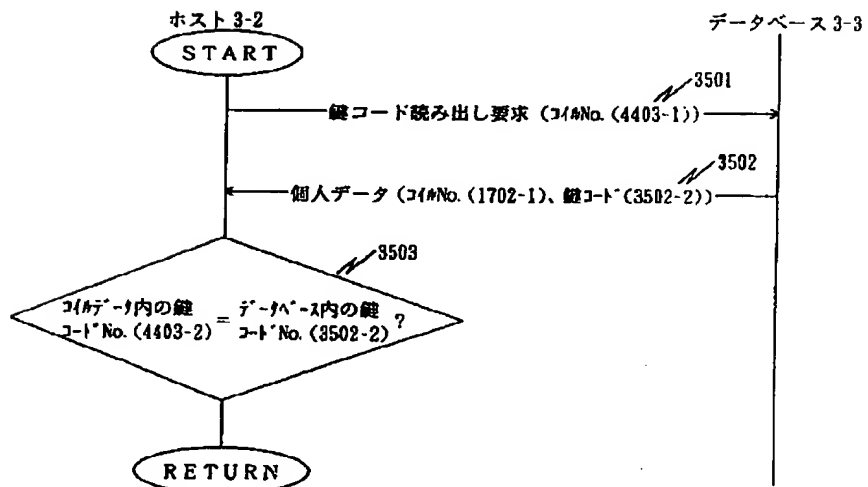 ホスト 3-2
データベース 3-3
START
3501
鍵コード読み出し要求 (ｺｲﾙNo. (4403-1))
3502
個人データ (ｺｲﾙNo. (1702-1)、鍵ｺｰﾄﾞ(3502-2))
3503
ｺｲﾙﾃﾞｰﾀ内の鍵 ﾃﾞｰﾀﾍﾞｰｽ内の鍵
ｺｰﾄﾞNo. (4403-2) = ｺｰﾄﾞNo. (3502-2) ?
RETURN